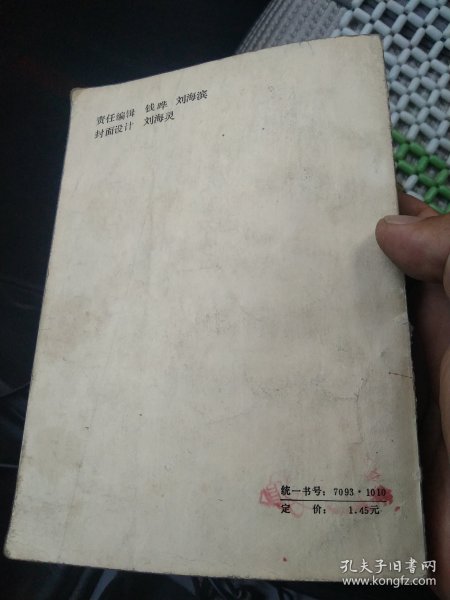 责任编辑 钱晔 刘海滨
封面设计 刘海灵
统一书号：7093·1010
定 价： 1.45元
孔夫子旧书网
www.kongfz.com